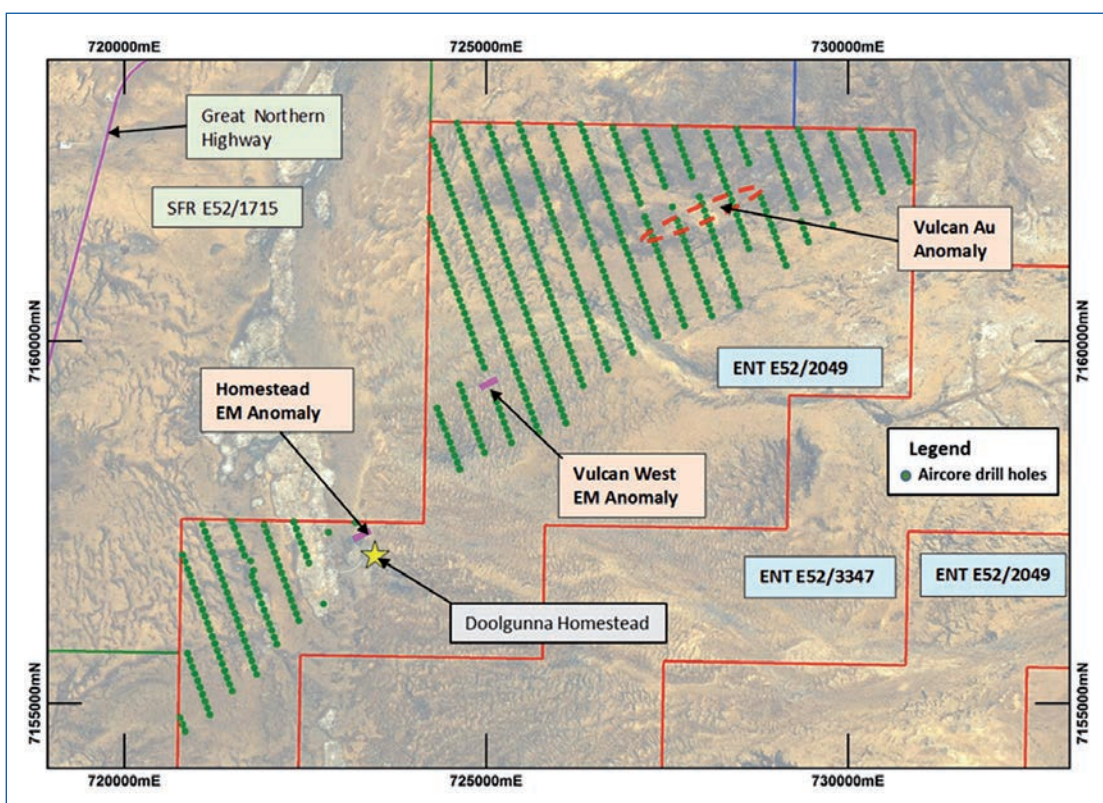 720000mE
725000mE
730000mE
Great Northern
Highway
SFR E52/1715
Vulcan Au
Anomaly
7160000mN
7160000mN
ENT E52/2049
Homestead
EM Anomaly
Legend
Aircore drill holes
Vulcan West
EM Anomaly
ENT E52/3347
ENT E52/2049
Doolgunna Homestead
7155000mN
7155000mN
720000mE
725000mE
730000mE